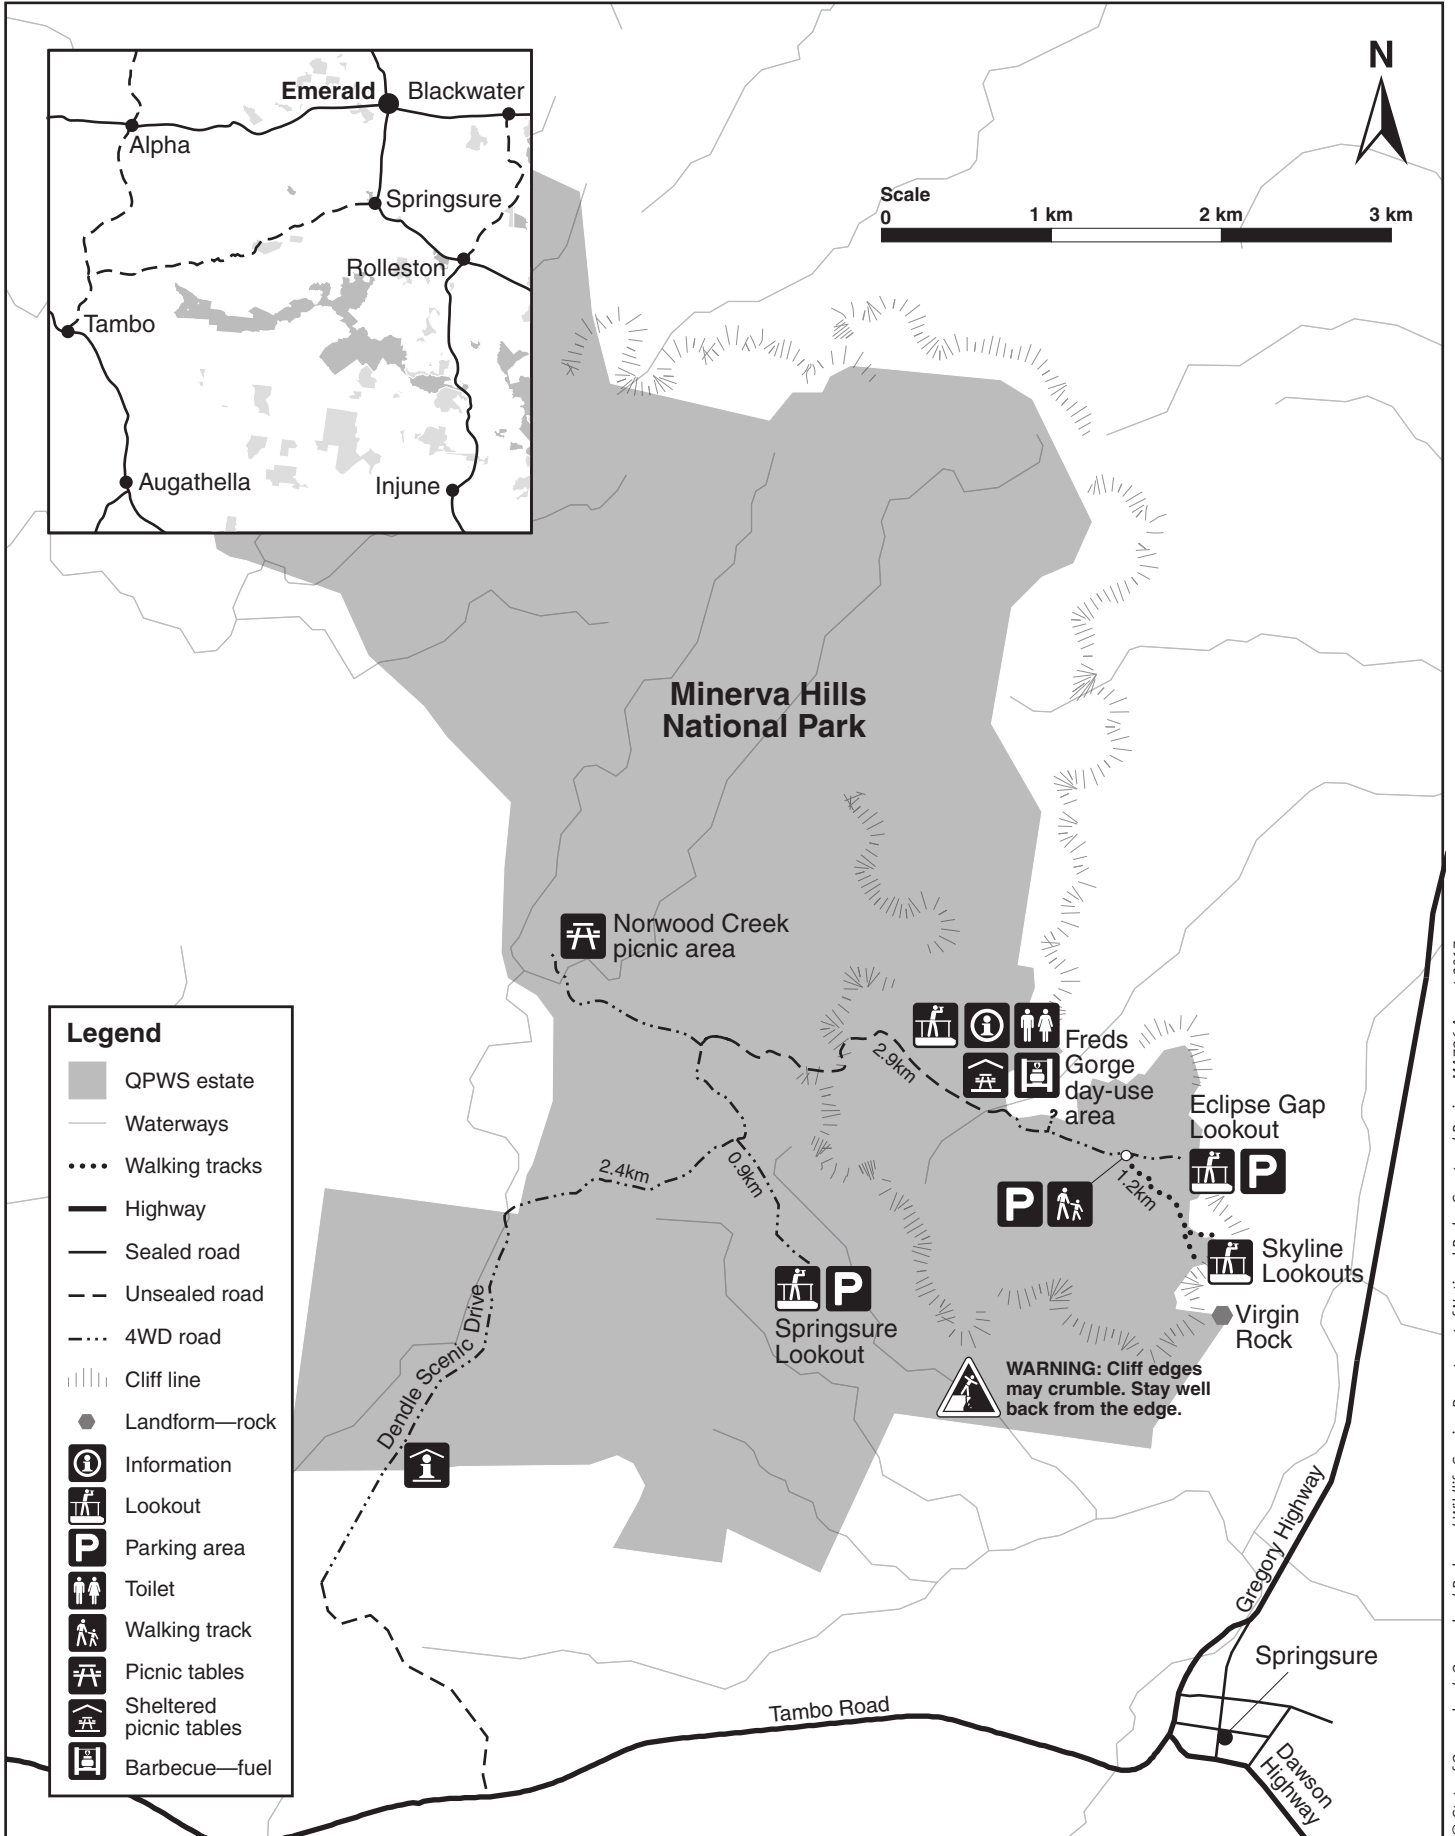 Emerald
Blackwater
Alpha
Springsure
Rolleston
Tambo
Augathella
Injune
N
Scale
0
1 km
2 km
3 km
Minerva Hills
National Park
Norwood Creek
picnic area
2.9km
Freds
Gorge
day-use
area
Eclipse Gap
Lookout
P
P
1.2km
Skyline
Lookouts
Virgin
Rock
2.4km
0.9km
P
Springsure
Lookout
WARNING: Cliff edges
may crumble. Stay well
back from the edge.
Dendle Scenic Drive
Gregory Highway
Springsure
Tambo Road
Dawson
Highway
Legend
QPWS estate
Waterways
Walking tracks
Highway
Sealed road
Unsealed road
4WD road
Cliff line
Landform—rock
Information
Lookout
P
Parking area
Toilet
Walking track
Picnic tables
Sheltered
picnic tables
Barbecue—fuel